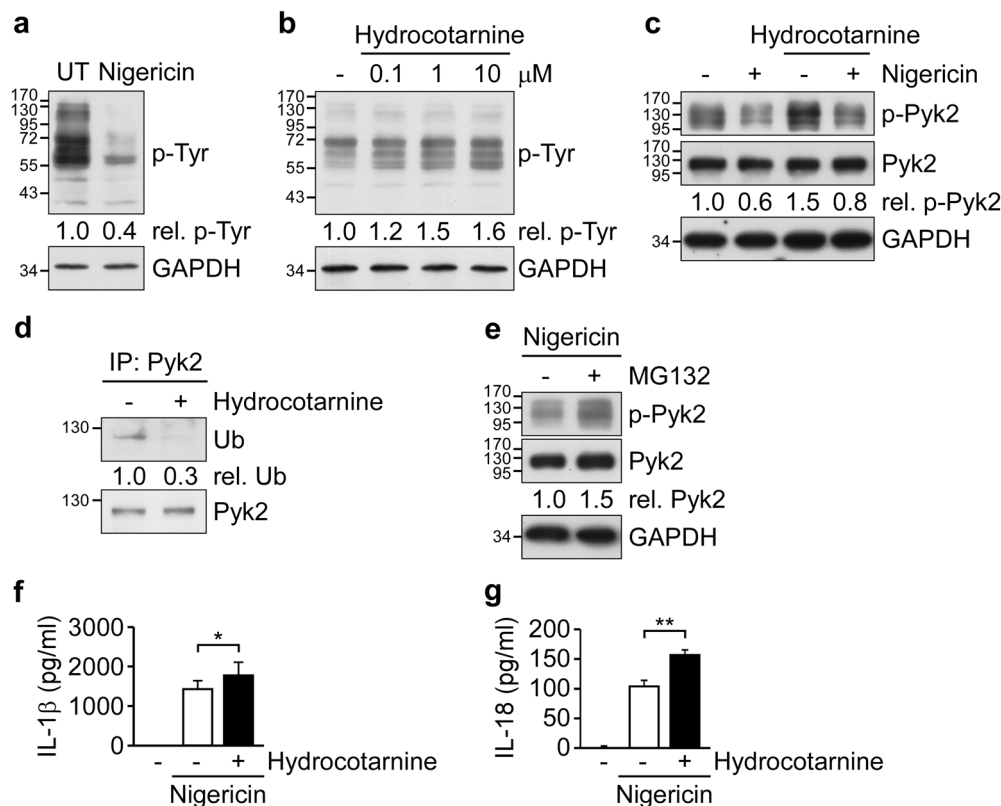 a
UT Nigericin
170
130
95
72
55
43
p-Tyr
1.0 0.4 rel. p-Tyr
34
GAPDH
b
Hydrocotarnine
- 0.1 1 10 μM
170
130
95
72
55
43
p-Tyr
1.0 1.2 1.5 1.6 rel. p-Tyr
34
GAPDH
c
Hydrocotarnine
- + - + Nigericin
170
130
95
p-Pyk2
170
130
95
Pyk2
1.0 0.6 1.5 0.8 rel. p-Pyk2
34
GAPDH
d
IP: Pyk2
- + Hydrocotarnine
130
Ub
1.0 0.3 rel. Ub
130
Pyk2
e
Nigericin
- + MG132
170
130
95
p-Pyk2
170
130
95
Pyk2
1.0 1.5 rel. Pyk2
34
GAPDH
f
IL-1β (pg/ml)
3000
2000
1000
0
*
- - + Hydrocotarnine
Nigericin
g
IL-18 (pg/ml)
200
150
100
50
0
**
- - + Hydrocotarnine
Nigericin